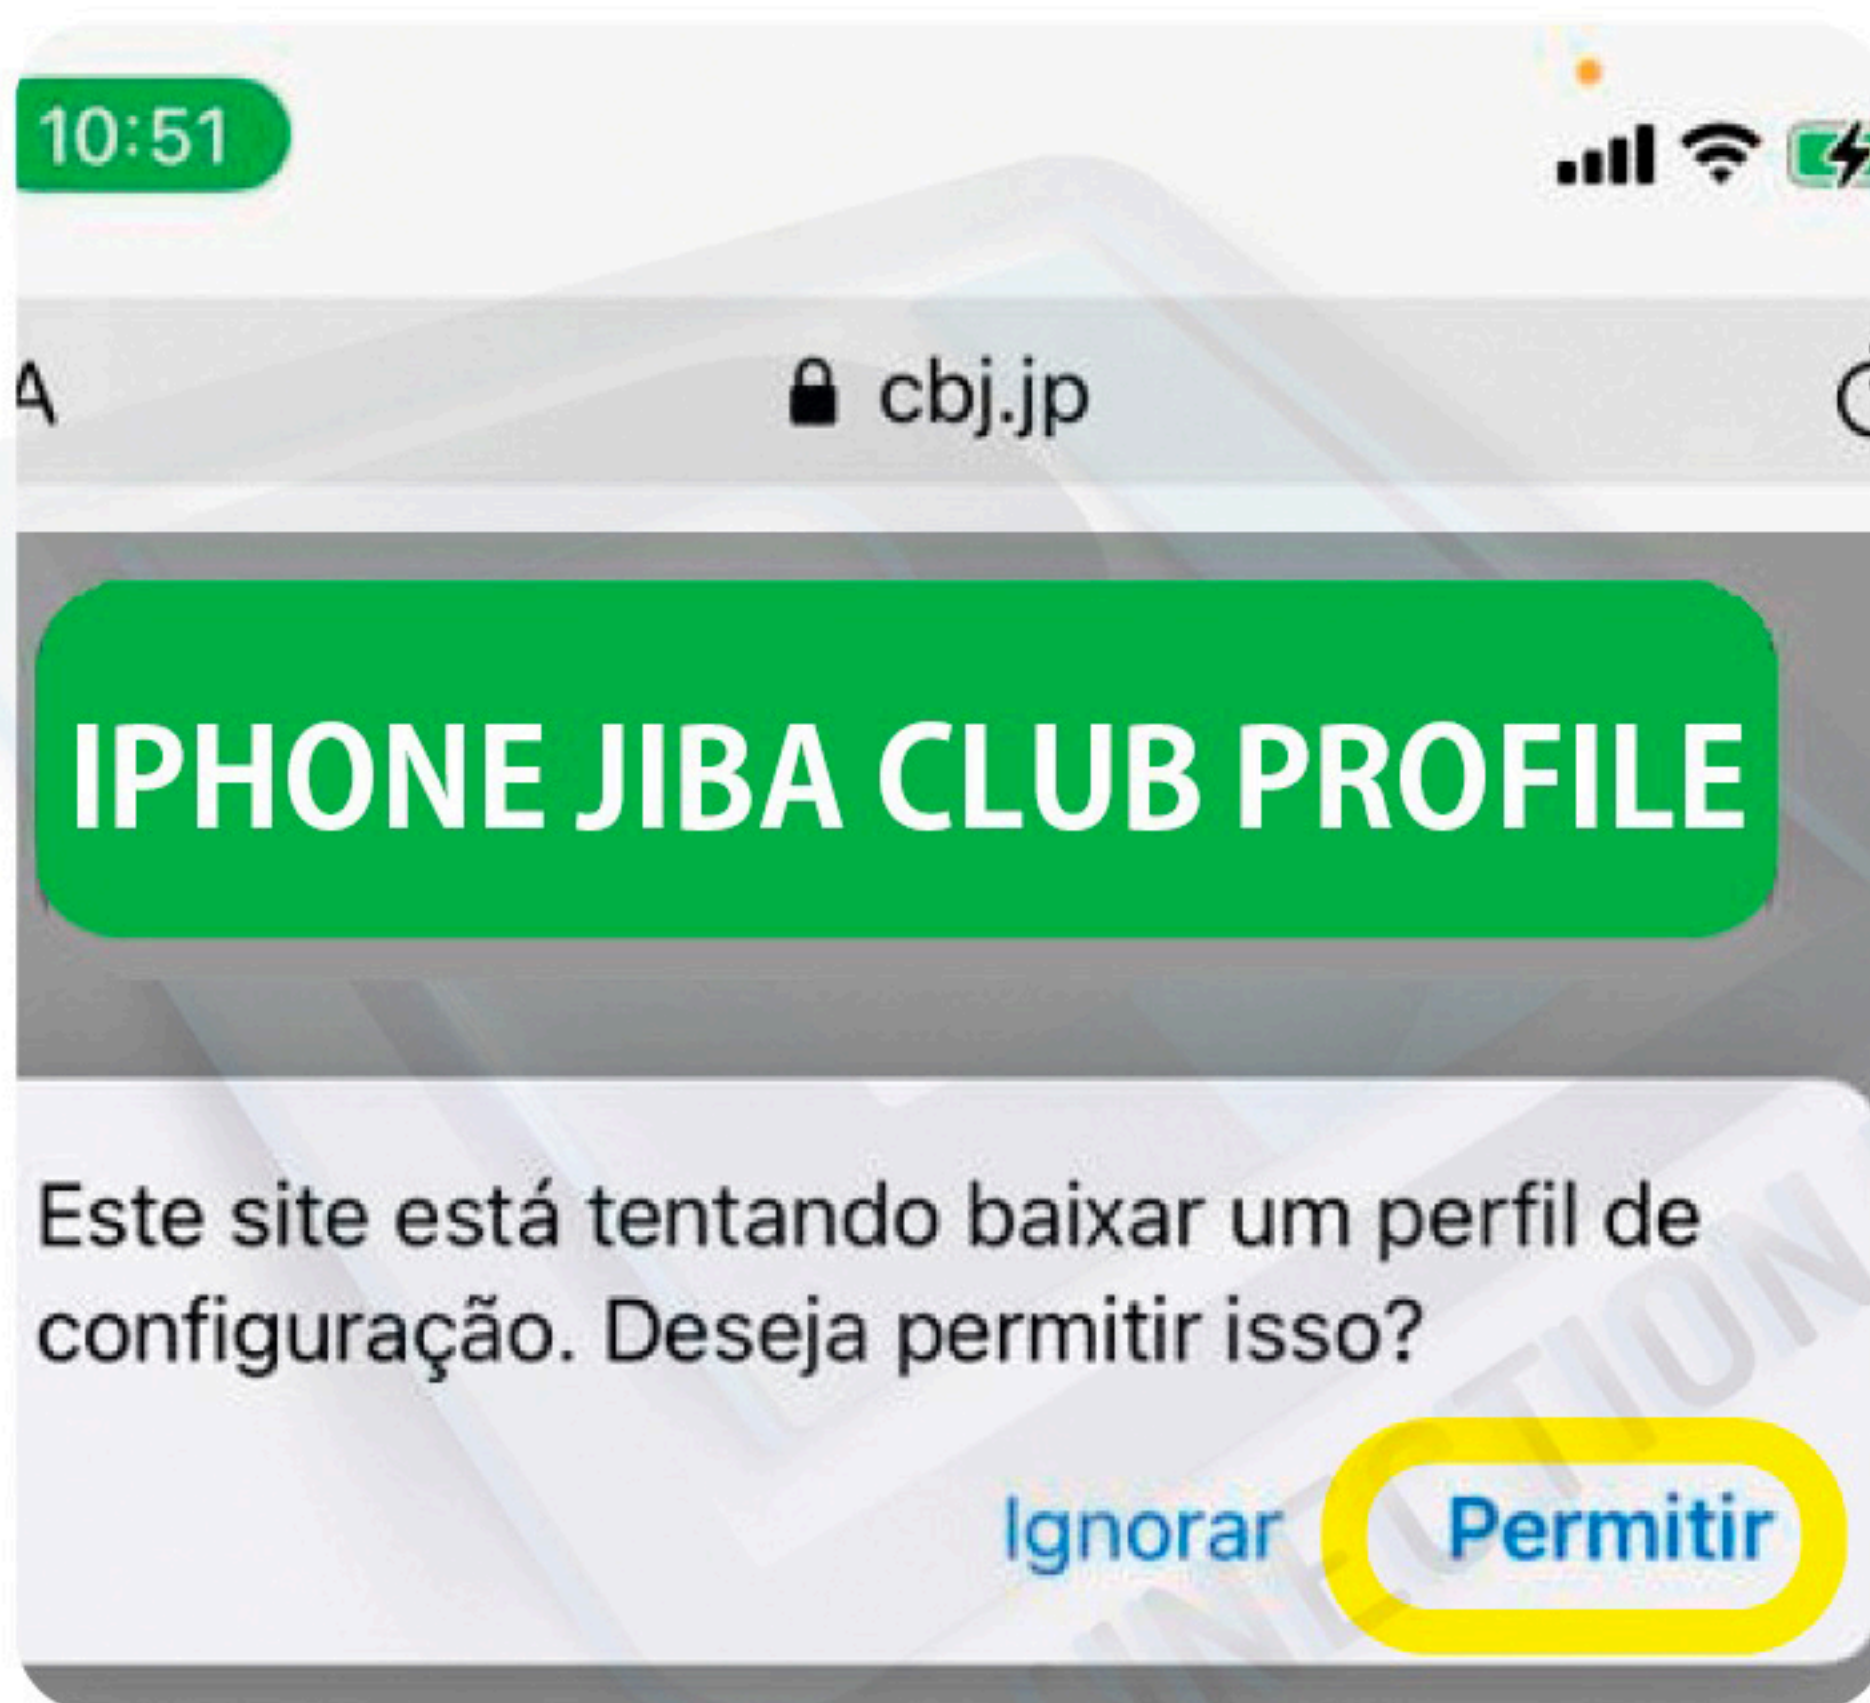 10:51
A
cbj.jp
IPHONE JIBA CLUB PROFILE
Este site está tentando baixar um perfil de
configuração. Deseja permitir isso?
Ignorar Permitir